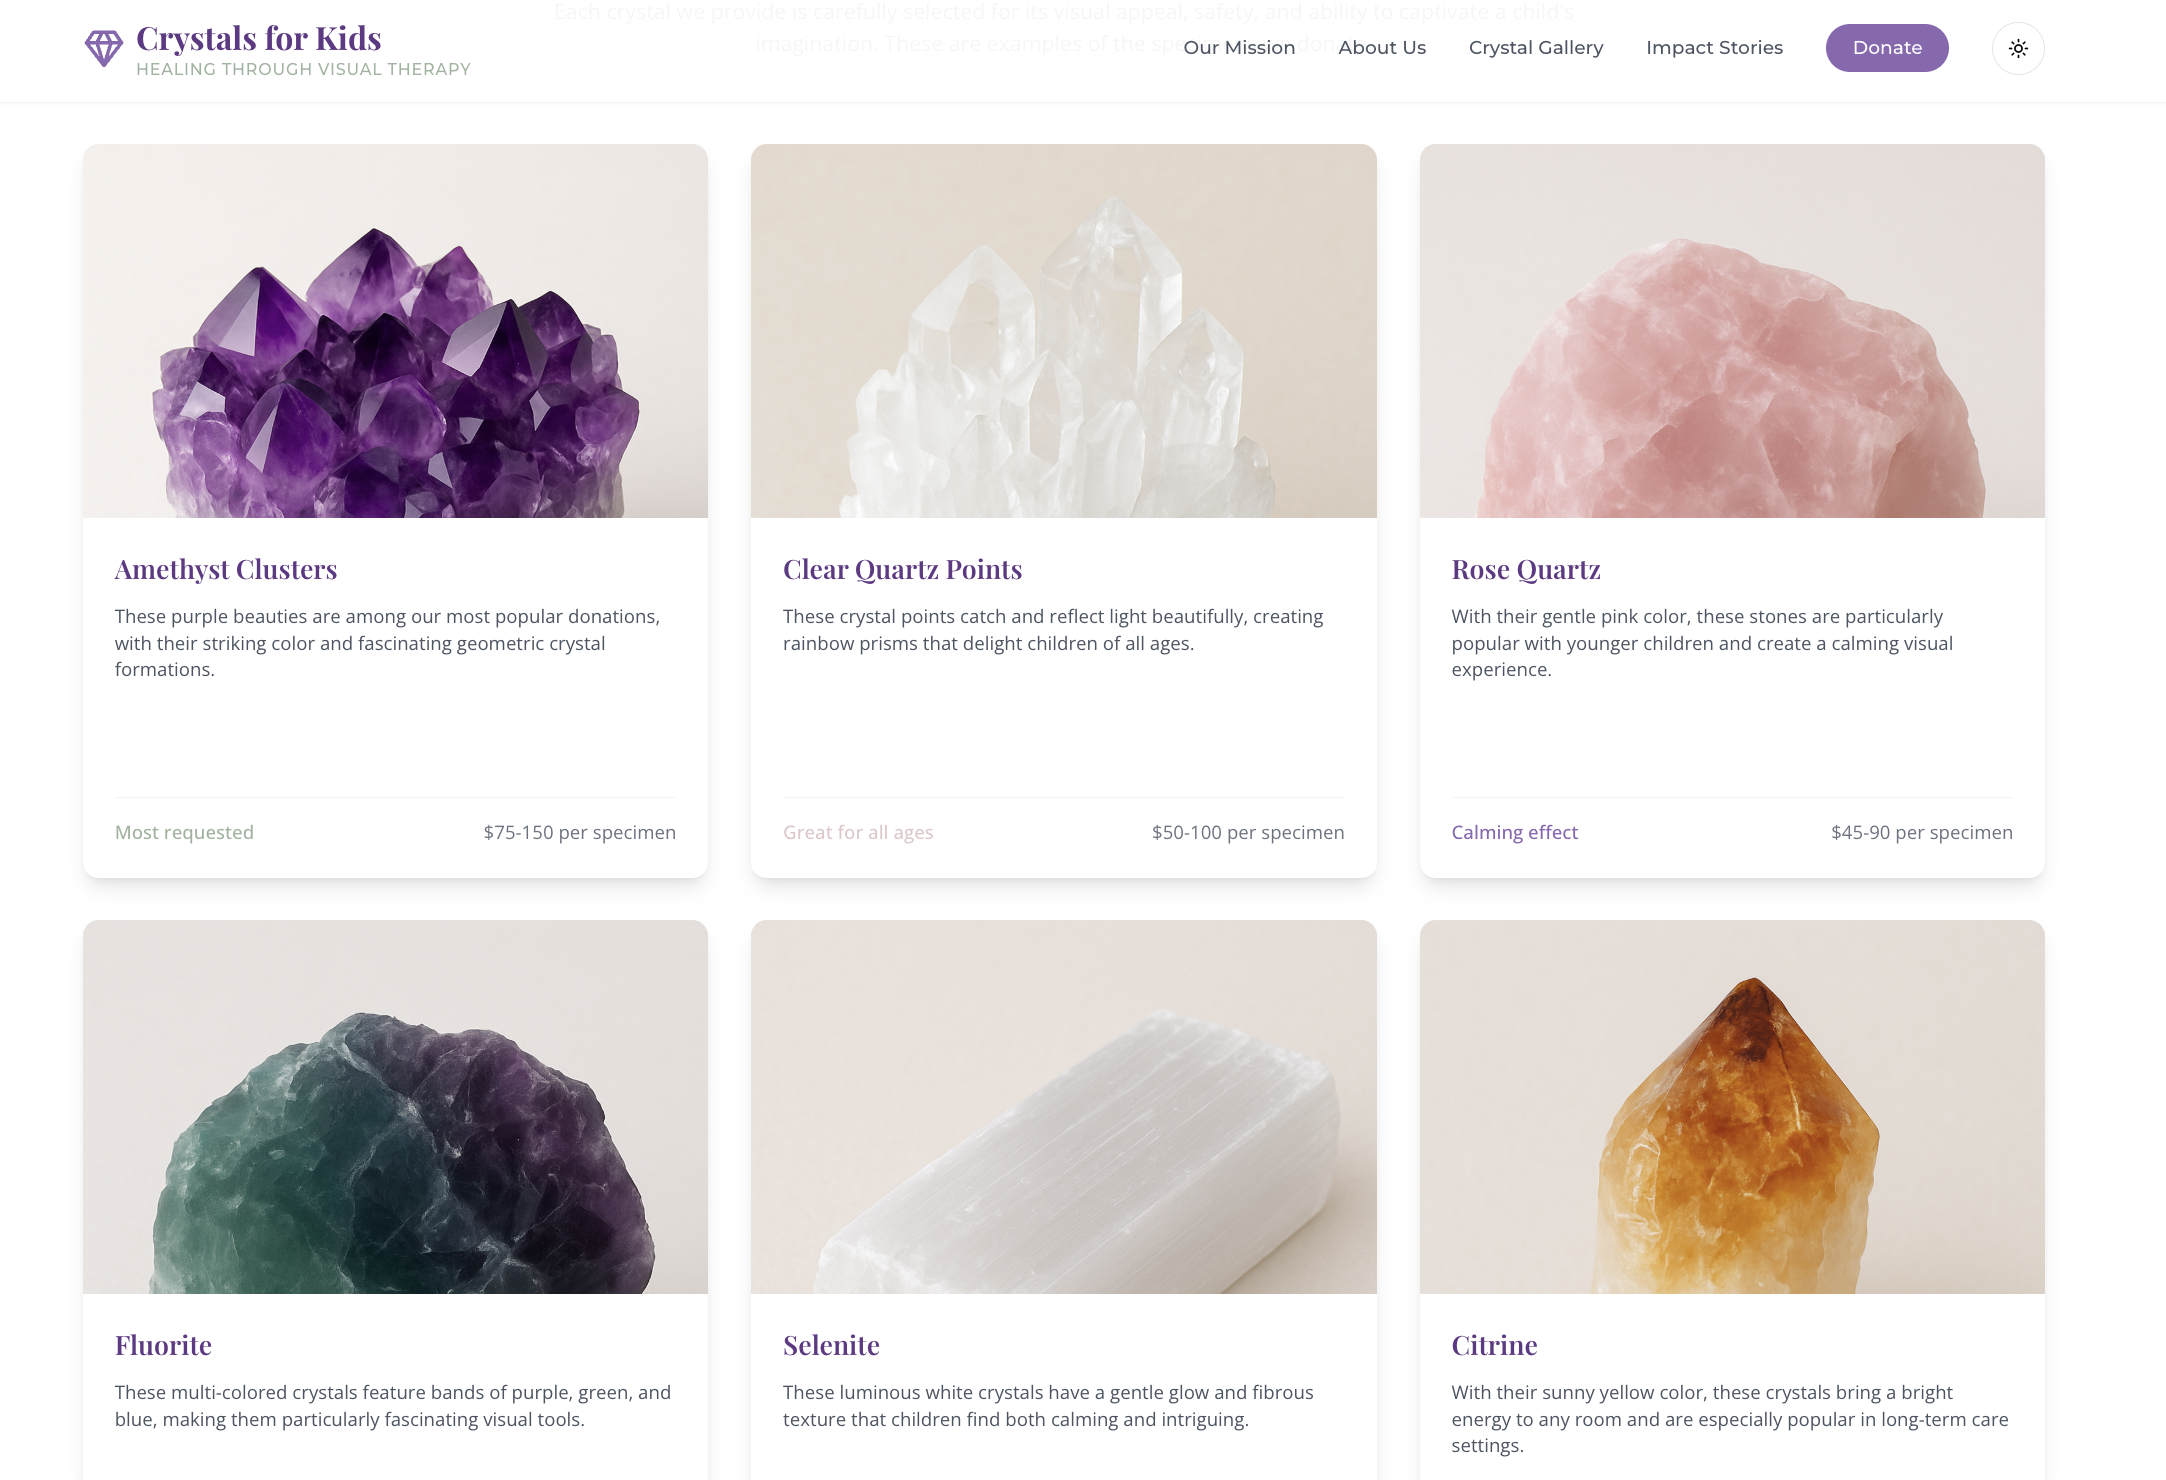 Each crystal we provide is carefully selected for its visual appeal, safety, and ability to captivate a child's
imagination. These are examples of the
Crystals for Kids
HEALING THROUGH VISUAL THERAPY
Our Mission
About Us
Crystal Gallery
Impact Stories
Donate
Amethyst Clusters
These purple beauties are among our most popular donations,
with their striking color and fascinating geometric crystal
formations.
Most requested
$75-150 per specimen
Clear Quartz Points
These crystal points catch and reflect light beautifully, creating
rainbow prisms that delight children of all ages.
Great for all ages
$50-100 per specimen
Rose Quartz
With their gentle pink color, these stones are particularly
popular with younger children and create a calming visual
experience.
Calming effect
$45-90 per specimen
Fluorite
These multi-colored crystals feature bands of purple, green, and
blue, making them particularly fascinating visual tools.
Selenite
These luminous white crystals have a gentle glow and fibrous
texture that children find both calming and intriguing.
Citrine
With their sunny yellow color, these crystals bring a bright
energy to any room and are especially popular in long-term care
settings.